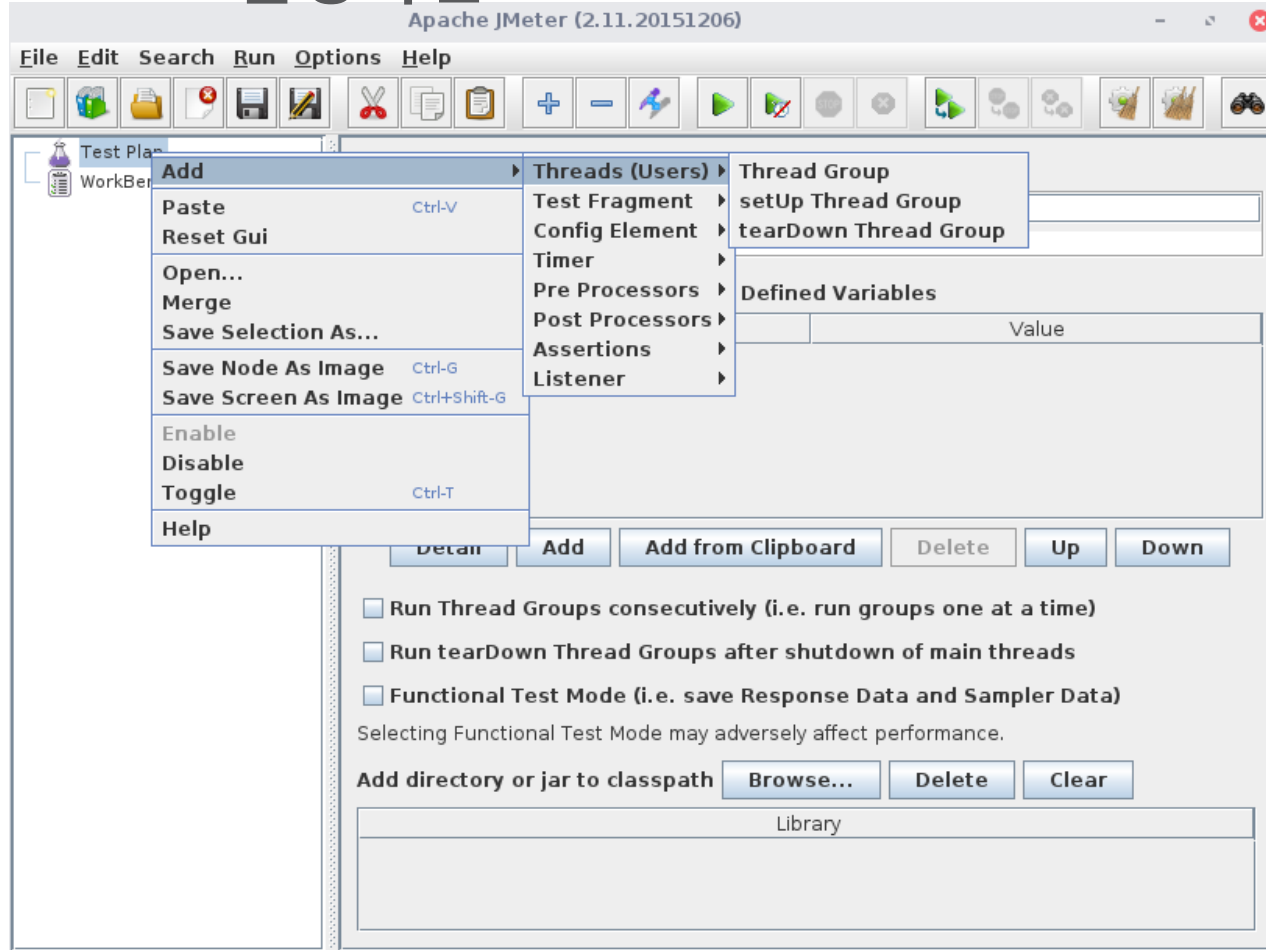 Apache JMeter (2.11.20151206)
File Edit Search Run Options Help
STOP
Test Plan
WorkBen
Add
Paste Ctrl-V
Reset Gui
Open...
Merge
Save Selection As...
Save Node As Image Ctrl-G
Save Screen As Image Ctrl+Shift-G
Enable
Disable
Toggle Ctrl-T
Help
Threads (Users)
Test Fragment
Config Element
Timer
Pre Processors
Post Processors
Assertions
Listener
Thread Group
setUp Thread Group
tearDown Thread Group
Defined Variables
Value
Detail Add Add from Clipboard Delete Up Down
Run Thread Groups consecutively (i.e. run groups one at a time)
Run tearDown Thread Groups after shutdown of main threads
Functional Test Mode (i.e. save Response Data and Sampler Data)
Selecting Functional Test Mode may adversely affect performance.
Add directory or jar to classpath Browse... Delete Clear
Library